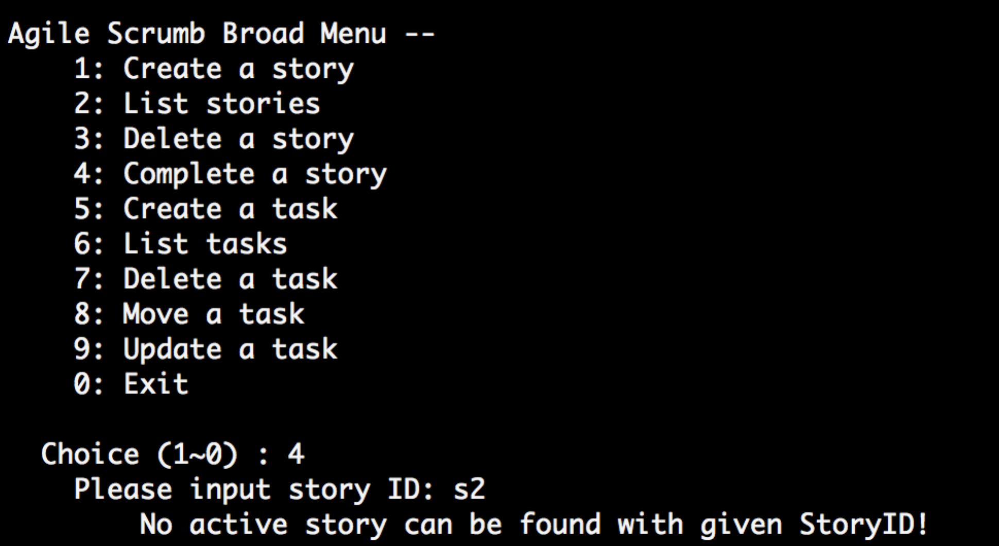 Agile Scrumb Broad Menu --
1: Create a story
2: List stories
3: Delete a story
4: Complete a story
5: Create a task
6: List tasks
7: Delete a task
8: Move a task
9: Update a task
0: Exit
Choice (1~0) : 4
Please input story ID: s2
No active story can be found with given StoryID!